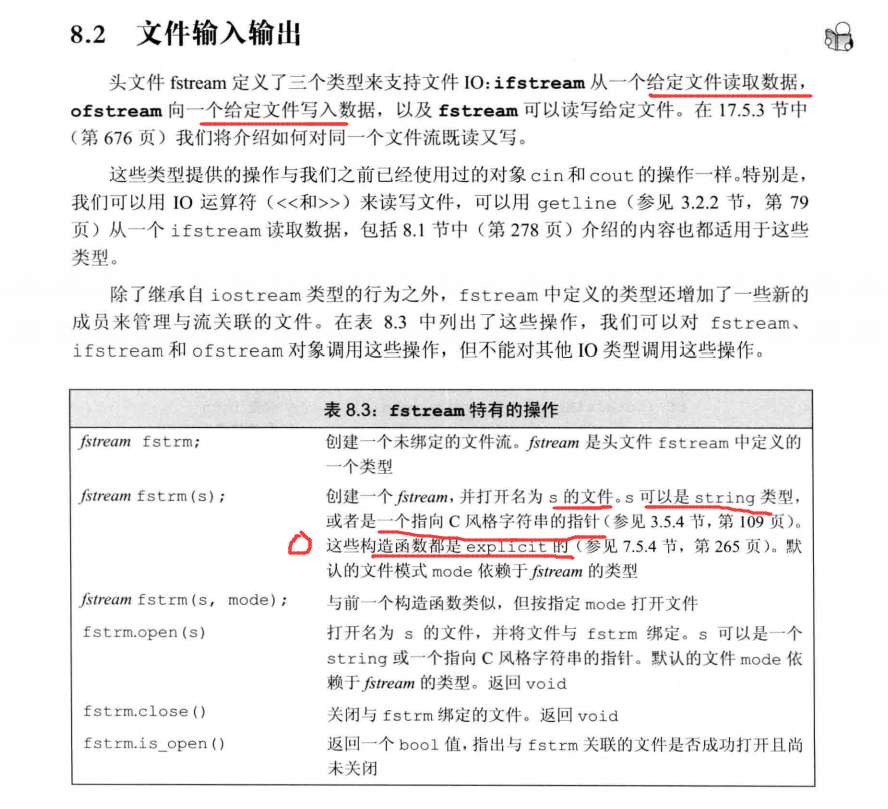 8.2 文件输入输出
头文件 fstream 定义了三个类型来支持文件 IO:ifstream 从一个给定文件读取数据，
ofstream 向一个给定文件写入数据，以及 fstream 可以读写给定文件。在 17.5.3 节中
（第 676 页）我们将介绍如何对同一个文件流既读又写。
这些类型提供的操作与我们之前已经使用过的对象 cin 和 cout 的操作一样。特别是，
我们可以用 IO 运算符（<<和>>）来读写文件，可以用 getline（参见 3.2.2 节，第 79
页）从一个 ifstream 读取数据，包括 8.1 节中（第 278 页）介绍的内容也都适用于这些
类型。
除了继承自 iostream 类型的行为之外，fstream 中定义的类型还增加了一些新的
成员来管理与流关联的文件。在表 8.3 中列出了这些操作，我们可以对 fstream、
ifstream 和 ofstream 对象调用这些操作，但不能对其他 IO 类型调用这些操作。
表 8.3：fstream 特有的操作
fstream fstrm; 创建一个未绑定的文件流。fstream 是头文件 fstream 中定义的
一个类型
fstream fstrm(s); 创建一个 fstream，并打开名为 s 的文件。s 可以是 string 类型，
或者是一个指向 C 风格字符串的指针（参见 3.5.4 节，第 109 页）。
这些构造函数都是 explicit 的（参见 7.5.4 节，第 265 页）。默
认的文件模式 mode 依赖于 fstream 的类型
fstream fstrm(s, mode); 与前一个构造函数类似，但按指定 mode 打开文件
fstrm.open(s) 打开名为 s 的文件，并将文件与 fstrm 绑定。s 可以是一个
string 或一个指向 C 风格字符串的指针。默认的文件 mode 依
赖于 fstream 的类型。返回 void
fstrm.close() 关闭与 fstrm 绑定的文件。返回 void
fstrm.is_open() 返回一个 bool 值，指出与 fstrm 关联的文件是否成功打开且尚
未关闭